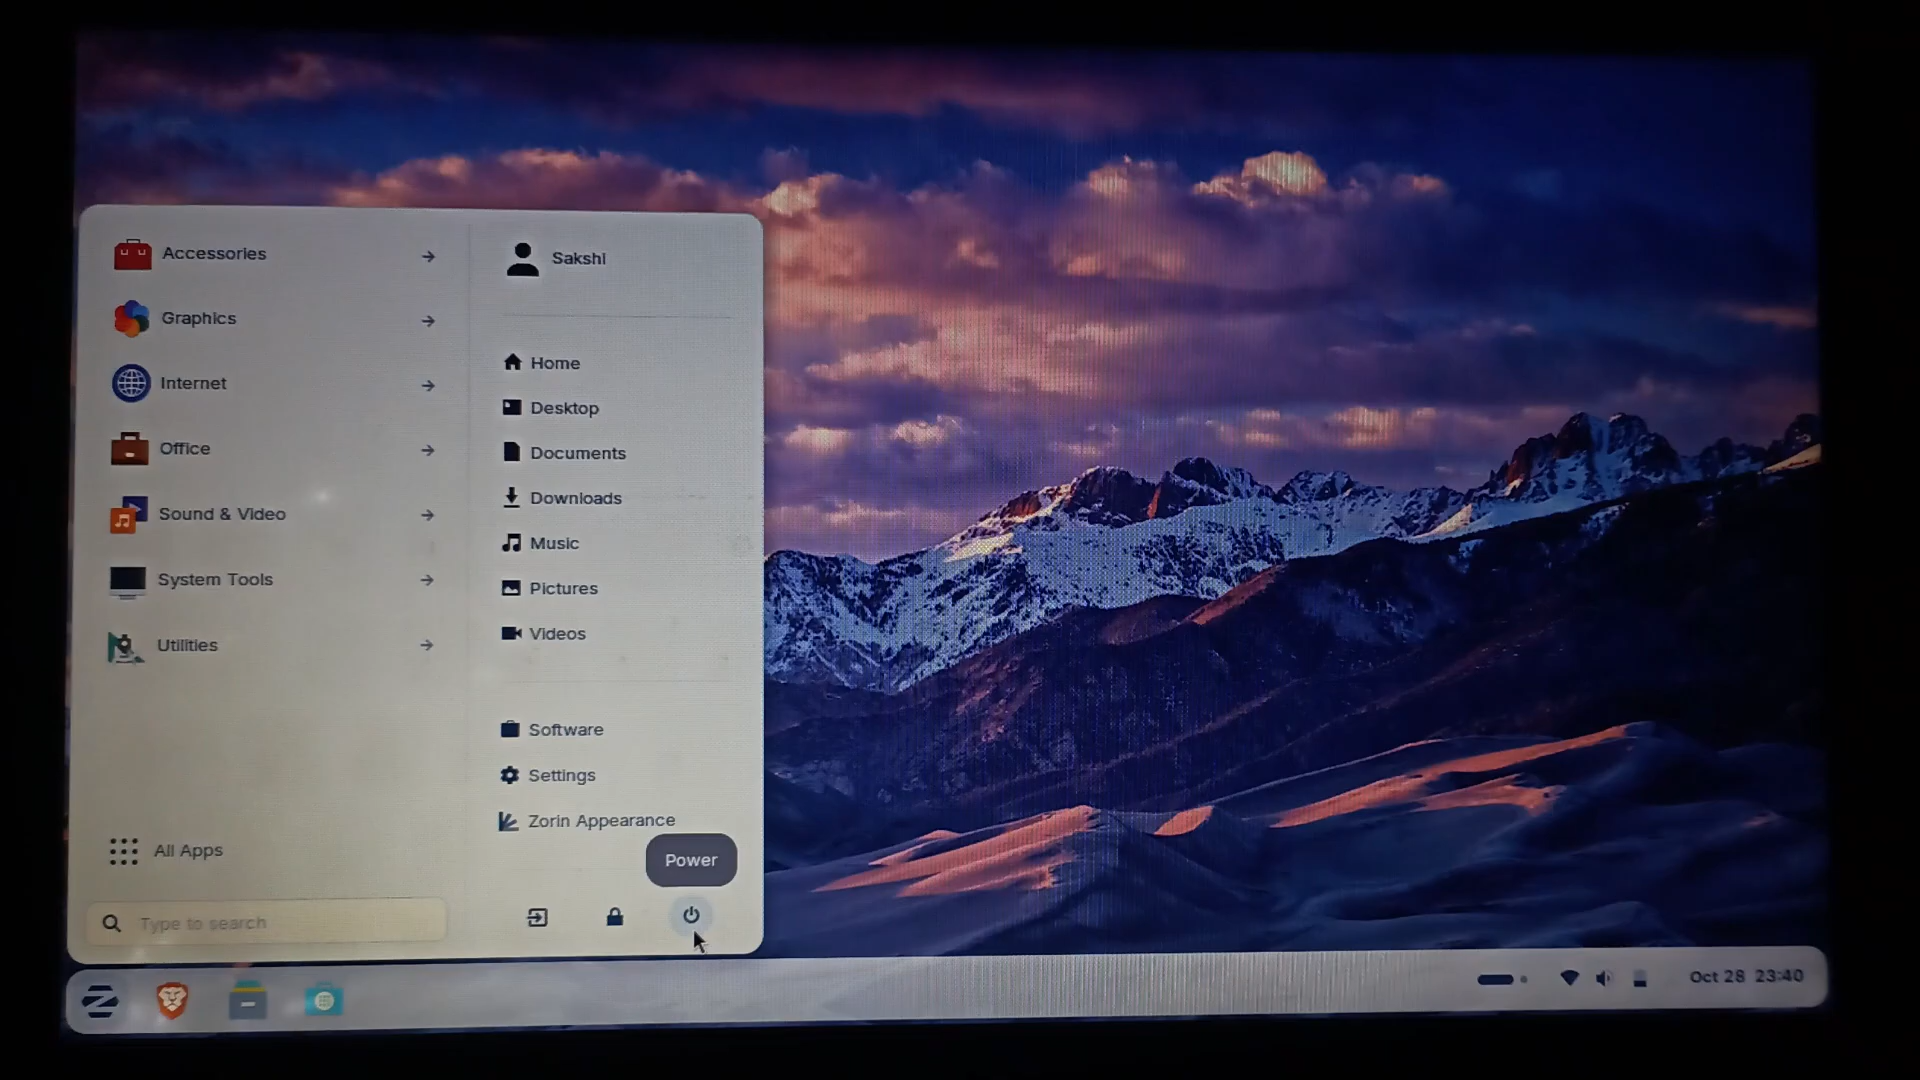 Accessories
Graphics
Internet
Office
Sound & Video
System Tools
Utilities
All Apps
Type to search
Sakshi
Home
Desktop
Documents
Downloads
Music
Pictures
Videos
Software
Settings
Zorin Appearance
Power
Oct 28 23:40